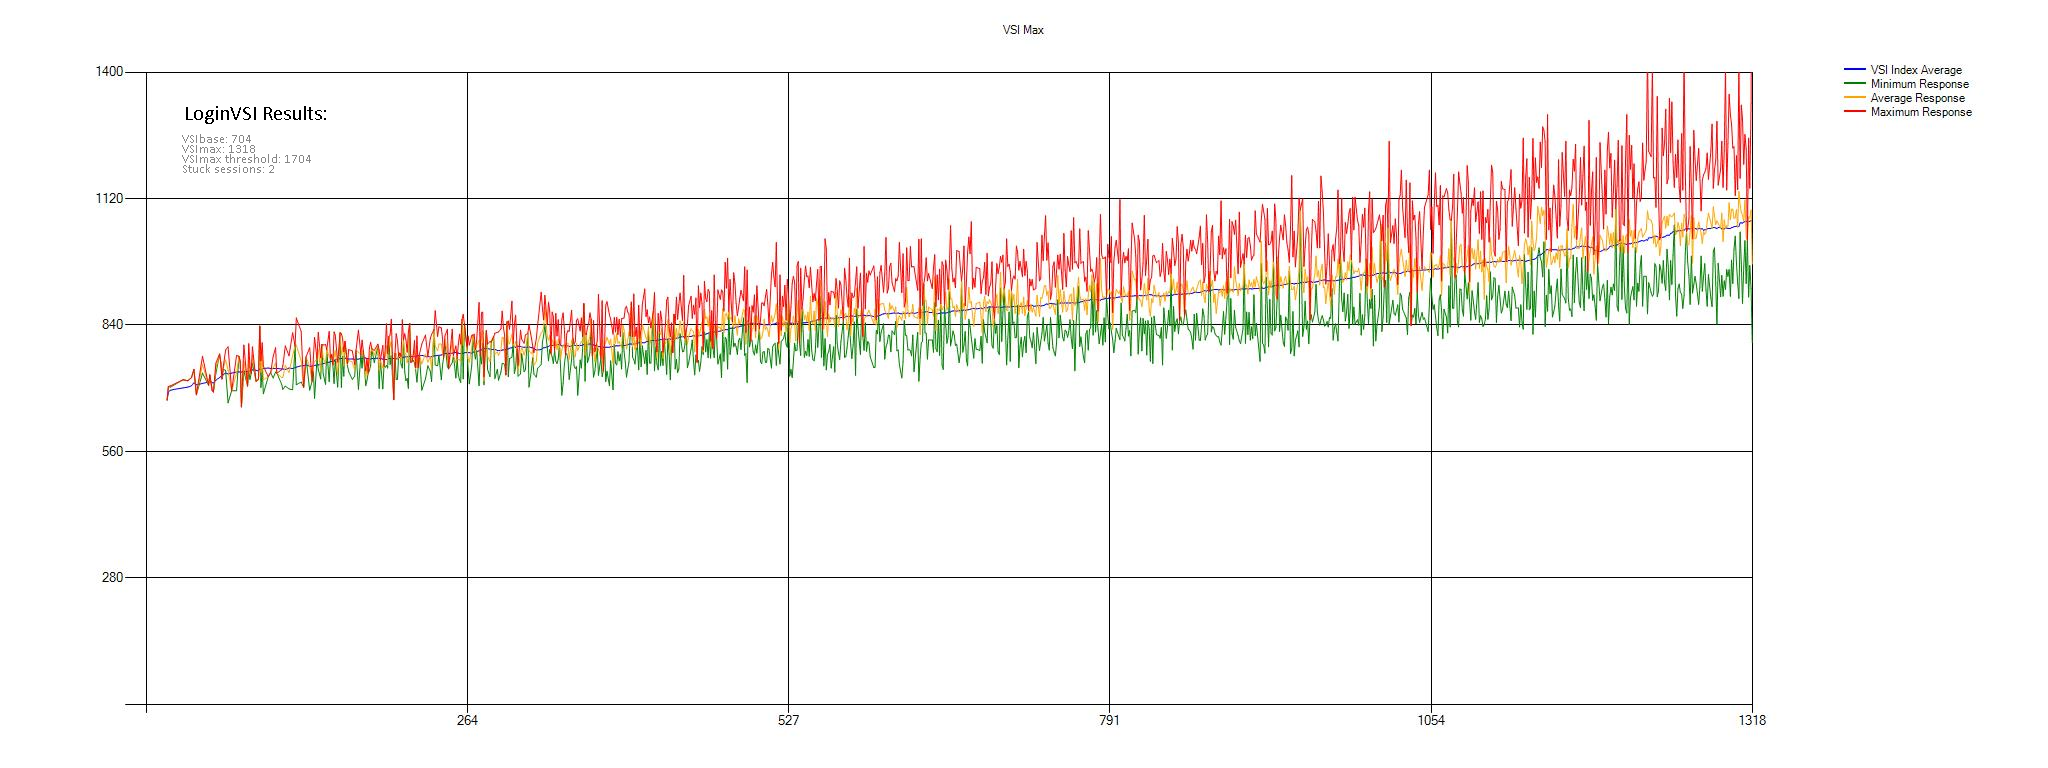 VSI Max
1400
1120
840
560
280
264
527
791
1054
1318
LoginVSI Results:
VSIbase: 704
VSImax: 1318
VSImax threshold: 1704
Stuck sessions: 2
VSI Index Average
Minimum Response
Average Response
Maximum Response